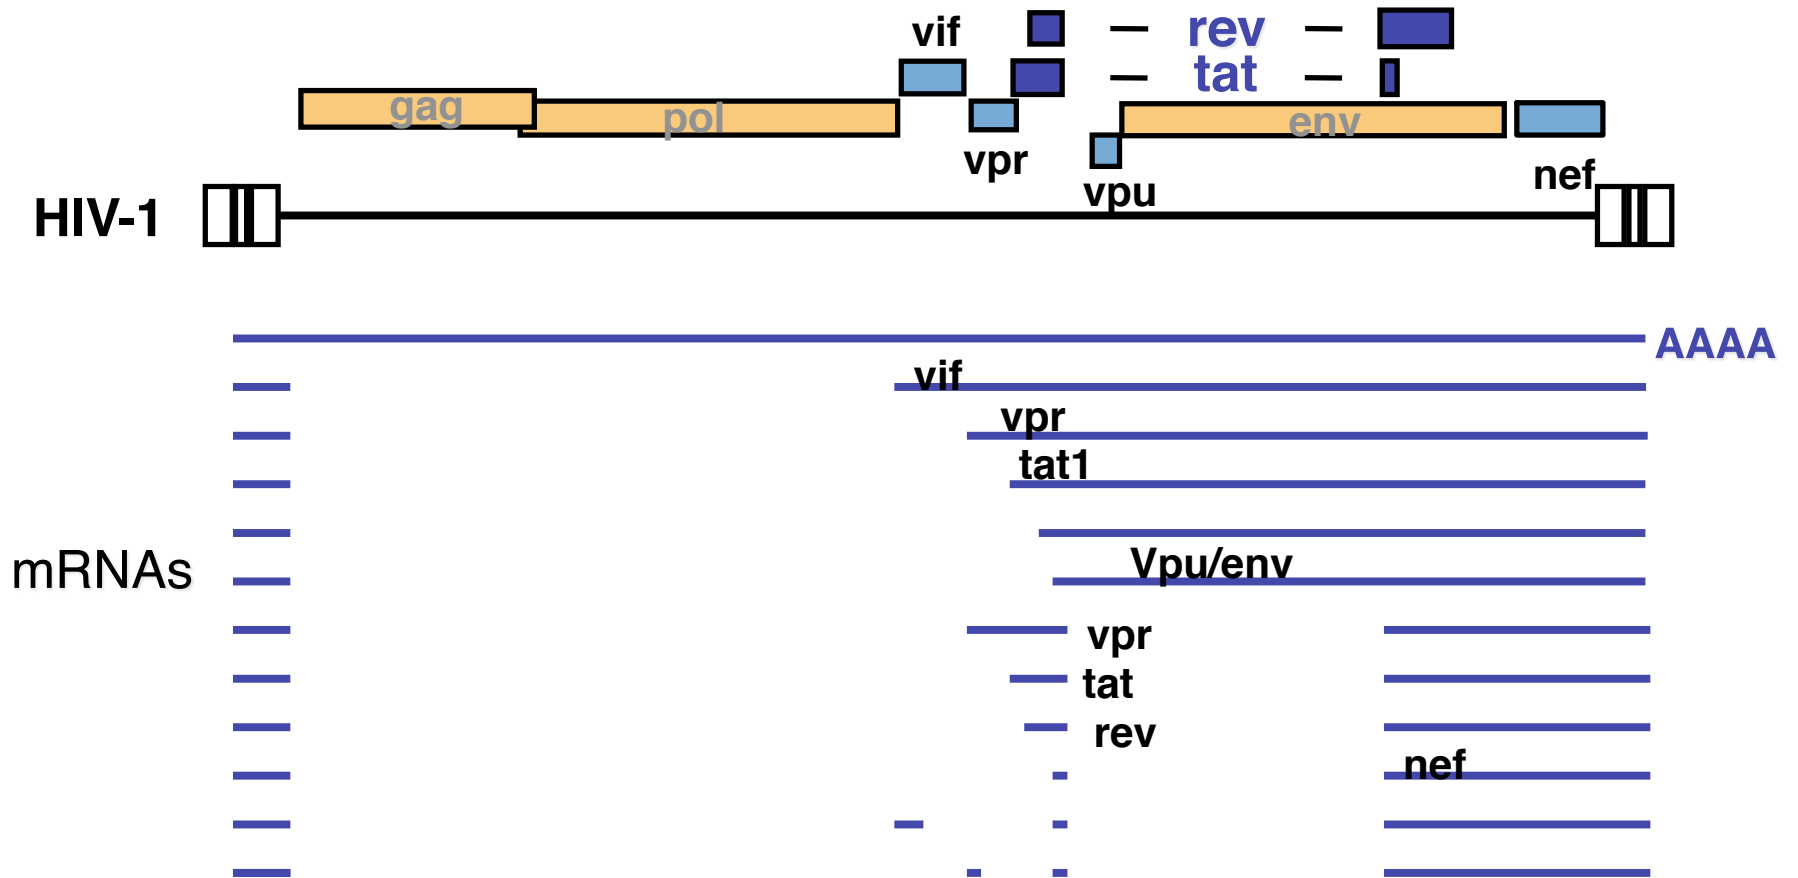 vif
rev
tat
gag
pol
env
vpr
vpu
nef
HIV-1
AAAA
vif
vpr
tat1
mRNAs
Vpu/env
vpr
tat
rev
nef